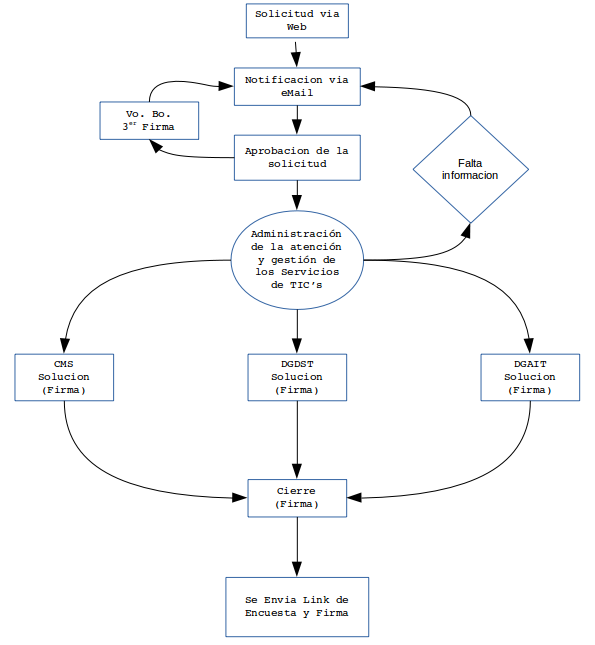 Solicitud via
Web
Notificacion via
eMail
Vo. Bo.
3er Firma
Aprobacion de la
solicitud
Falta
informacion
Administración
de la atención
y gestión de
los Servicios
de TIC’s
CMS
Solucion
(Firma)
DGDST
Solucion
(Firma)
DGAIT
Solucion
(Firma)
Cierre
(Firma)
Se Envia Link de
Encuesta y Firma